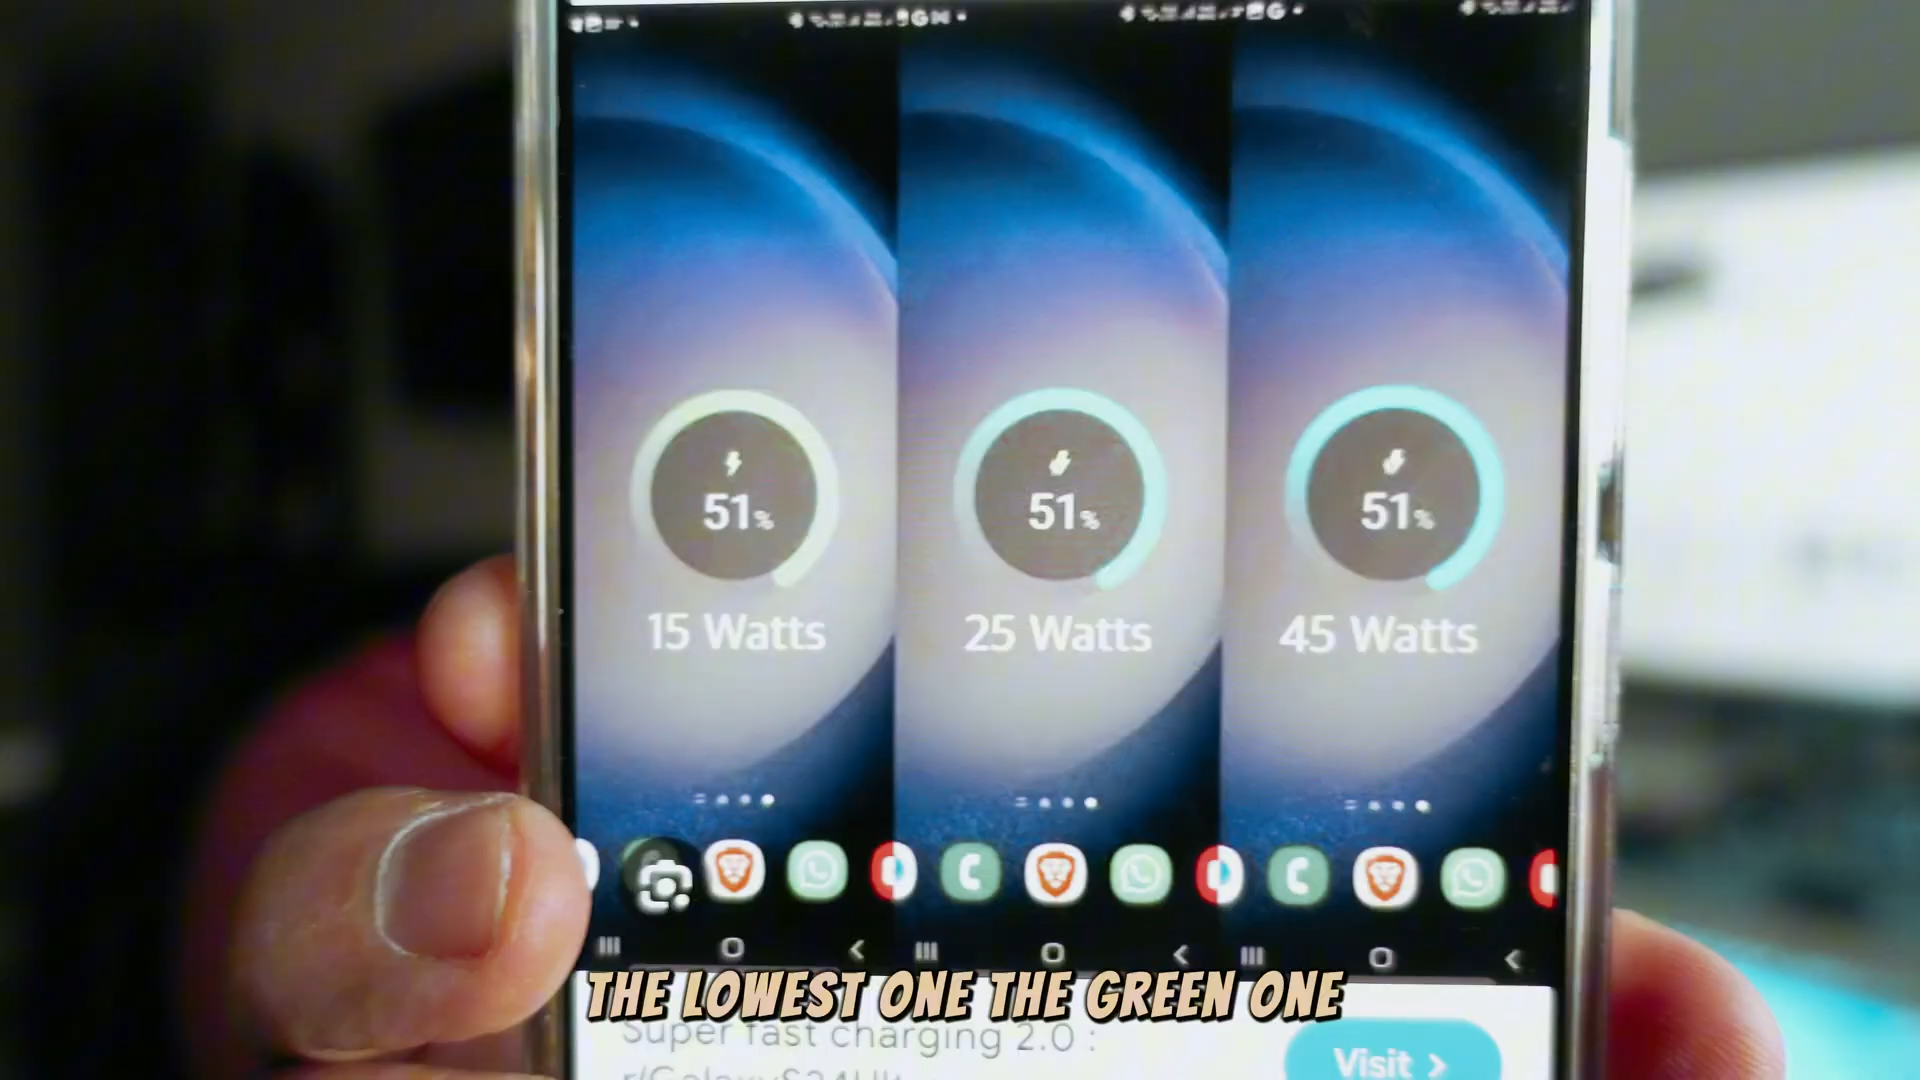 51%
51%
51%
15 Watts
25 Watts
45 Watts
THE LOWEST ONE THE GREEN ONE
Super fast charging 2.0 :
Visit >